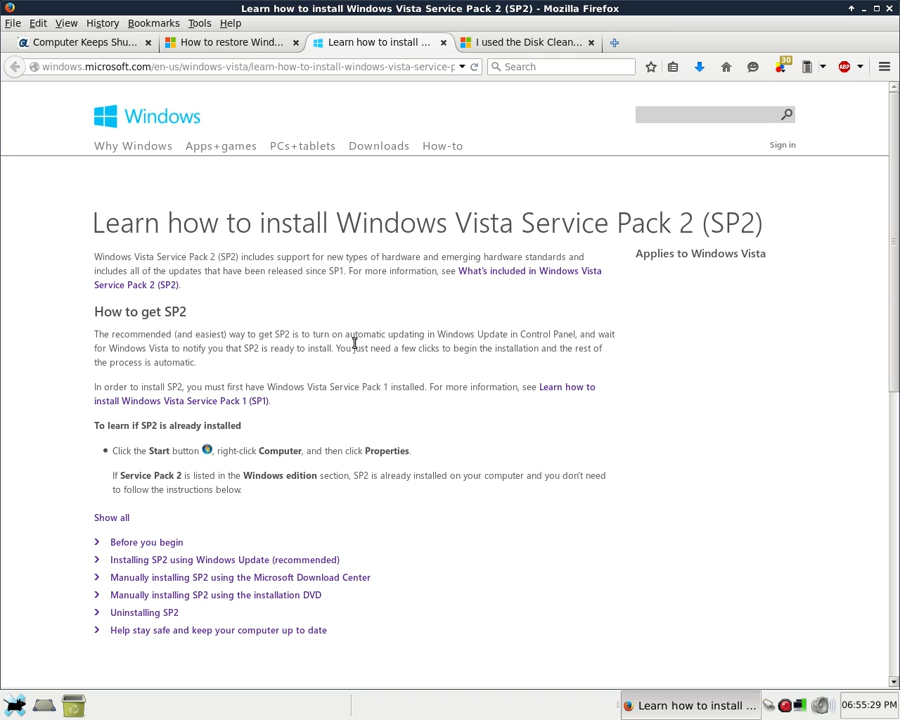 Learn how to install Windows Vista Service Pack 2 (SP2) - Mozilla Firefox
File Edit View History Bookmarks Tools Help
Computer Keeps Shu... How to restore Wind... Learn how to install ... I used the Disk Clean...
windows.microsoft.com/en-us/windows-vista/learn-how-to-install-windows-vista-service-p Search 30 ABP
Windows
Why Windows Apps+games PCs+tablets Downloads How-to Sign in
Learn how to install Windows Vista Service Pack 2 (SP2)
Windows Vista Service Pack 2 (SP2) includes support for new types of hardware and emerging hardware standards and
includes all of the updates that have been released since SP1. For more information, see What's included in Windows Vista
Service Pack 2 (SP2).
Applies to Windows Vista
How to get SP2
The recommended (and easiest) way to get SP2 is to turn on automatic updating in Windows Update in Control Panel, and wait
for Windows Vista to notify you that SP2 is ready to install. You just need a few clicks to begin the installation and the rest of
the process is automatic.
In order to install SP2, you must first have Windows Vista Service Pack 1 installed. For more information, see Learn how to
install Windows Vista Service Pack 1 (SP1).
To learn if SP2 is already installed
Click the Start button , right-click Computer, and then click Properties.
If Service Pack 2 is listed in the Windows edition section, SP2 is already installed on your computer and you don't need
to follow the instructions below.
Show all
Before you begin
Installing SP2 using Windows Update (recommended)
Manually installing SP2 using the Microsoft Download Center
Manually installing SP2 using the installation DVD
Uninstalling SP2
Help stay safe and keep your computer up to date
Learn how to install ... 06:55:29 PM